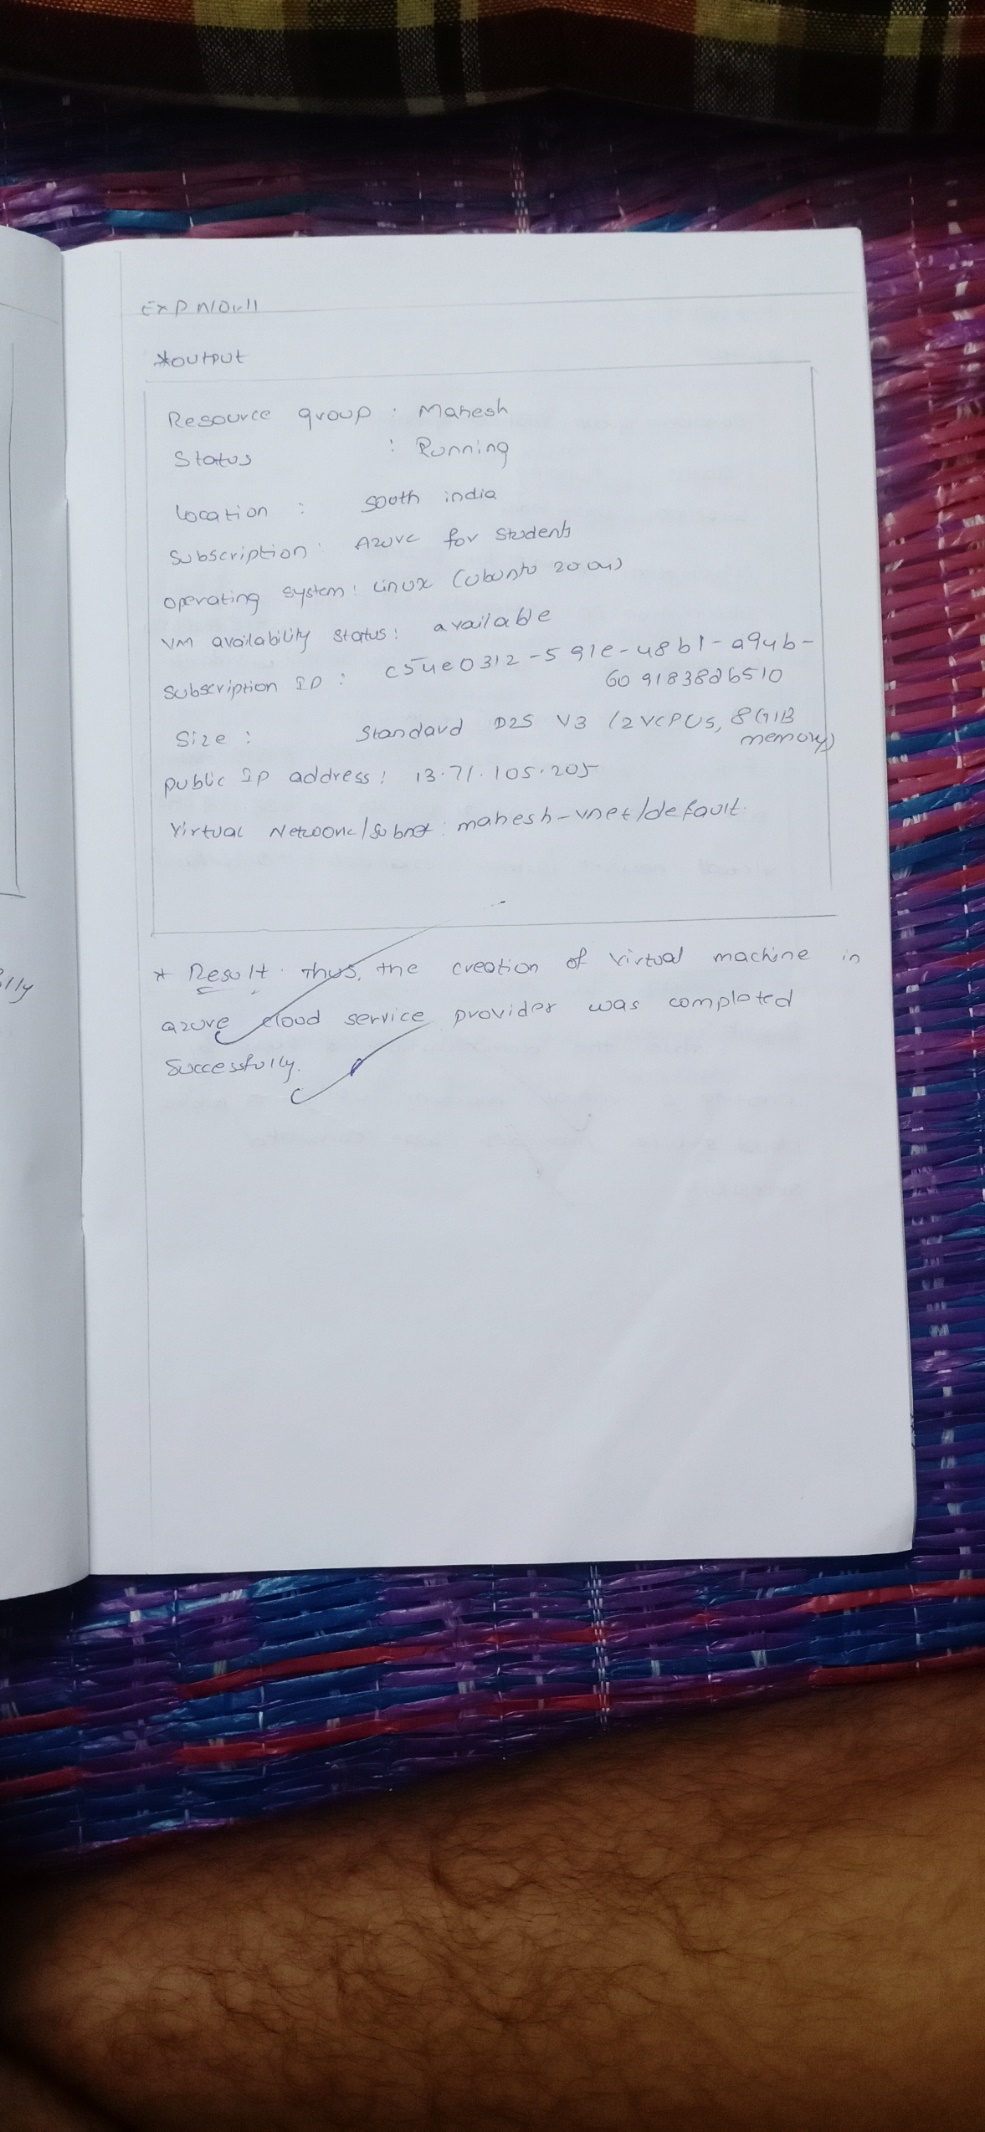 Exp no:11
*output
Resource group : Mahesh
Status : Running
location : south india
Subscription : Azure for Students
operating system : Linux (ubuntu 20.04)
VM availability status : available
subscription ID : c54e0312-591e-48b1-a94b-
6091838d6510
Size : Standard D2S V3 (2 VCPUS, 8GIB
memory)
public Ip address : 13.71.105.205
Virtual Network/Subnet : mahesh-vnet/default
* Result : Thus, the creation of virtual machine in
azure cloud service provider was completed
Successfully.
lly